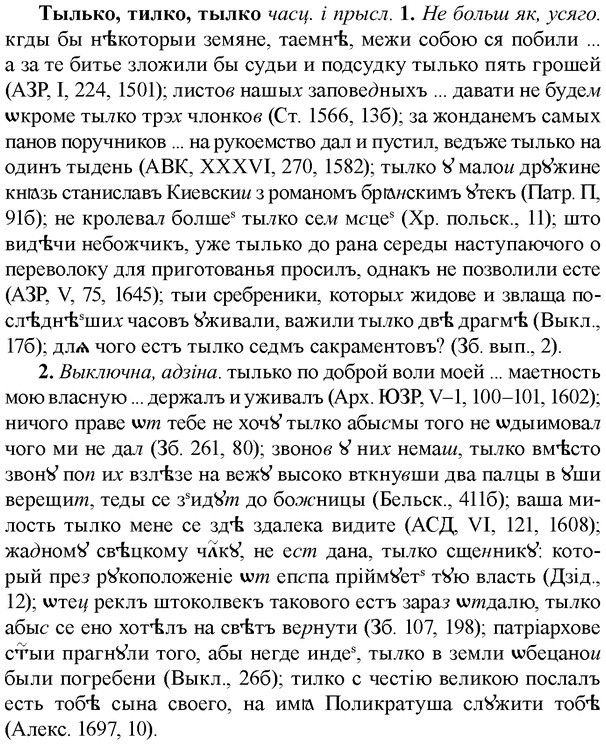 Тылько, тилко, тылко часц. і прысл. 1. Не больш як, усяго.
кгды бы нѣкоторыи земяне, таемнѣ, межи собою ся побили ...
а за те битье зложили бы судьи и подсудку тылько пять грошей
(АЗР, I, 224, 1501); листов нашых заповедныхъ ... давати не будем
ѡкроме тылко трэх члонков (Ст. 1566, 13б); за жонданемъ самых
панов поручников ... на рукоемство дал и пустил, ведъже тылько на
одинъ тыдень (АВК, XXXVI, 270, 1582); тылко ꙋ малои дрꙋжине
кнꙗзь станиславъ Киевскии з романомъ брꙗнскимъ ꙋтекъ (Патр. П,
91б); не кролевал болшеˢ тылко сем мсцеˢ (Хр. польск., 11); што
видѣчи небожчикъ, уже тылько до рана середы наступаючого о
переволоку для приготованья просилъ, однакъ не позволили есте
(АЗР, V, 75, 1645); тыи сребреники, которых жидове и звлаща по-
слѣднѣˢших часовъ ꙋживали, важили тылко двѣ драгмѣ (Выкл.,
17б); длѧ чого естъ тылко седмъ сакраментовъ? (Зб. вып., 2).
2. Выключна, адзіна. тылько по доброй воли моей ... маетность
мою власную ... держалъ и уживалъ (Арх. ЮЗР, V–1, 100–101, 1602);
ничого праве ѡт тебе не хочꙋ тылко абысмы того не ѡдыимовал
чого ми не дал (Зб. 261, 80); звонов ꙋ них немаш, тылко вмѣсто
звонꙋ поп их взлѣзе на вежꙋ высоко вткнувши два палцы в ꙋши
верещит, теды се зˢидꙋт до божницы (Бельск., 411б); ваша ми-
лость тылко мене се здѣ здалека видите (АСД, VI, 121, 1608);
жадномꙋ свѣцкому чл҃кꙋ, не ест дана, тылко сщенникꙋ: кото-
рый през рꙋкоположеніе ѡт епспа пріймꙋетˢ тꙋю власть (Дзід.,
12); ѡтец реклъ штоколвекъ такового естъ зараз ѡтдалю, тылко
абыс се ено хотѣлъ на свѣтъ вернути (Зб. 107, 198); патріархове
ст҃ыи прагнꙋли того, абы негде индеˢ, тылко в земли ѡбецанои
были погребени (Выкл., 26б); тилко с честію великою послалъ
есть тобѣ сына своего, на имꙗ Поликратуша слꙋжити тобѣ
(Алекс. 1697, 10).